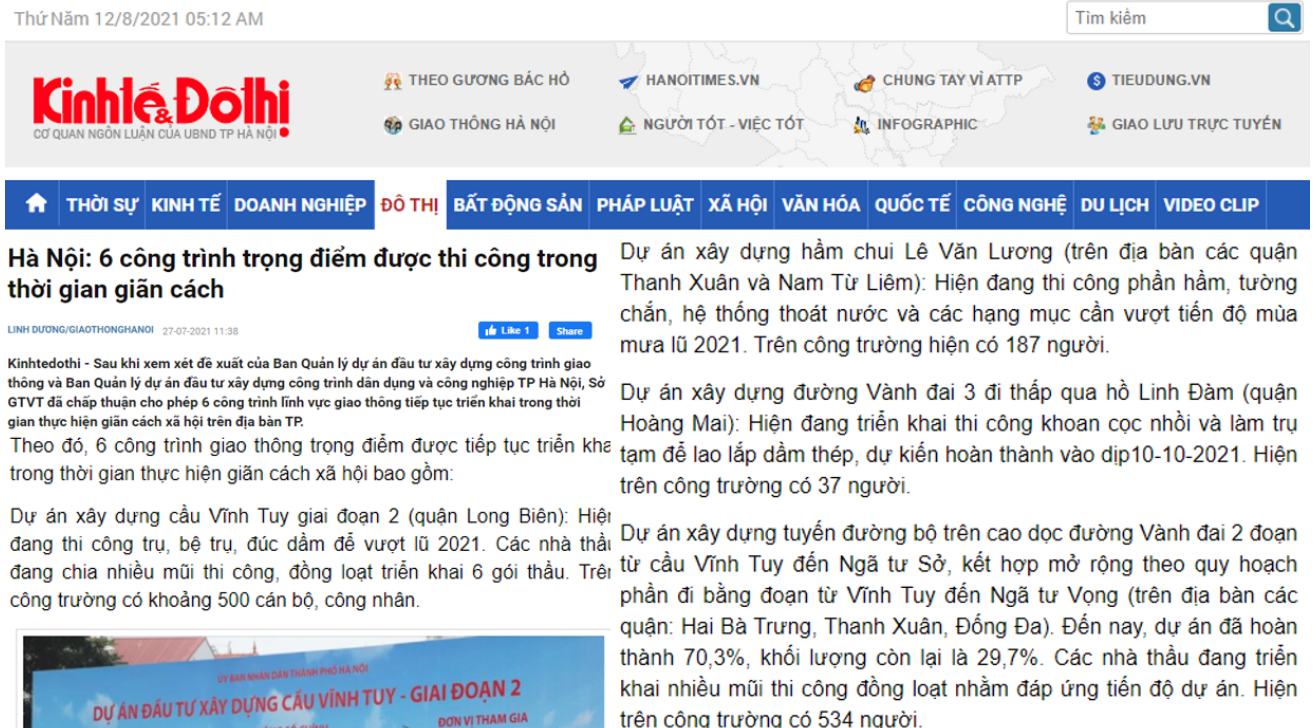 Thứ Năm 12/8/2021 05:12 AM
Tìm kiếm
Kinhtế & Đôthị
CƠ QUAN NGÔN LUẬN CỦA UBND TP HÀ NỘI
THEO GƯƠNG BÁC HỒ
HANOITIMES.VN
CHUNG TAY VÌ ATTP
TIEUDUNG.VN
GIAO THÔNG HÀ NỘI
NGƯỜI TỐT - VIỆC TỐT
INFOGRAPHIC
GIAO LƯU TRỰC TUYẾN
THỜI SỰ KINH TẾ DOANH NGHIỆP ĐÔ THỊ BẤT ĐỘNG SẢN PHÁP LUẬT XÃ HỘI VĂN HÓA QUỐC TẾ CÔNG NGHỆ DU LỊCH VIDEO CLIP
Hà Nội: 6 công trình trọng điểm được thi công trong
thời gian giãn cách
LINH DƯƠNG/GIAOTHONGHANOI 27-07-2021 11:38
Like 1 Share
Kinhtedothi - Sau khi xem xét đề xuất của Ban Quản lý dự án đầu tư xây dựng công trình giao
thông và Ban Quản lý dự án đầu tư xây dựng công trình dân dụng và công nghiệp TP Hà Nội, Sở
GTVT đã chấp thuận cho phép 6 công trình lĩnh vực giao thông tiếp tục triển khai trong thời
gian thực hiện giãn cách xã hội trên địa bàn TP.
Theo đó, 6 công trình giao thông trọng điểm được tiếp tục triển kha
trong thời gian thực hiện giãn cách xã hội bao gồm:
Dự án xây dựng cầu Vĩnh Tuy giai đoạn 2 (quận Long Biên): Hiện
đang thi công trụ, bệ trụ, đúc dầm để vượt lũ 2021. Các nhà thầu
đang chia nhiều mũi thi công, đồng loạt triển khai 6 gói thầu. Trên
công trường có khoảng 500 cán bộ, công nhân.
ỦY BAN NHÂN DÂN THÀNH PHỐ HÀ NỘI
DỰ ÁN ĐẦU TƯ XÂY DỰNG CẦU VĨNH TUY - GIAI ĐOẠN 2
ĐƠN VỊ THAM GIA
Dự án xây dựng hầm chui Lê Văn Lương (trên địa bàn các quận
Thanh Xuân và Nam Từ Liêm): Hiện đang thi công phần hầm, tường
chắn, hệ thống thoát nước và các hạng mục cần vượt tiến độ mùa
mưa lũ 2021. Trên công trường hiện có 187 người.
Dự án xây dựng đường Vành đai 3 đi thấp qua hồ Linh Đàm (quận
Hoàng Mai): Hiện đang triển khai thi công khoan cọc nhồi và làm trụ
tạm để lao lắp dầm thép, dự kiến hoàn thành vào dịp10-10-2021. Hiện
trên công trường có 37 người.
Dự án xây dựng tuyến đường bộ trên cao dọc đường Vành đai 2 đoạn
từ cầu Vĩnh Tuy đến Ngã tư Sở, kết hợp mở rộng theo quy hoạch
phần đi bằng đoạn từ Vĩnh Tuy đến Ngã tư Vọng (trên địa bàn các
quận: Hai Bà Trưng, Thanh Xuân, Đống Đa). Đến nay, dự án đã hoàn
thành 70,3%, khối lượng còn lại là 29,7%. Các nhà thầu đang triển
khai nhiều mũi thi công đồng loạt nhằm đáp ứng tiến độ dự án. Hiện
trên công trường có 534 người.